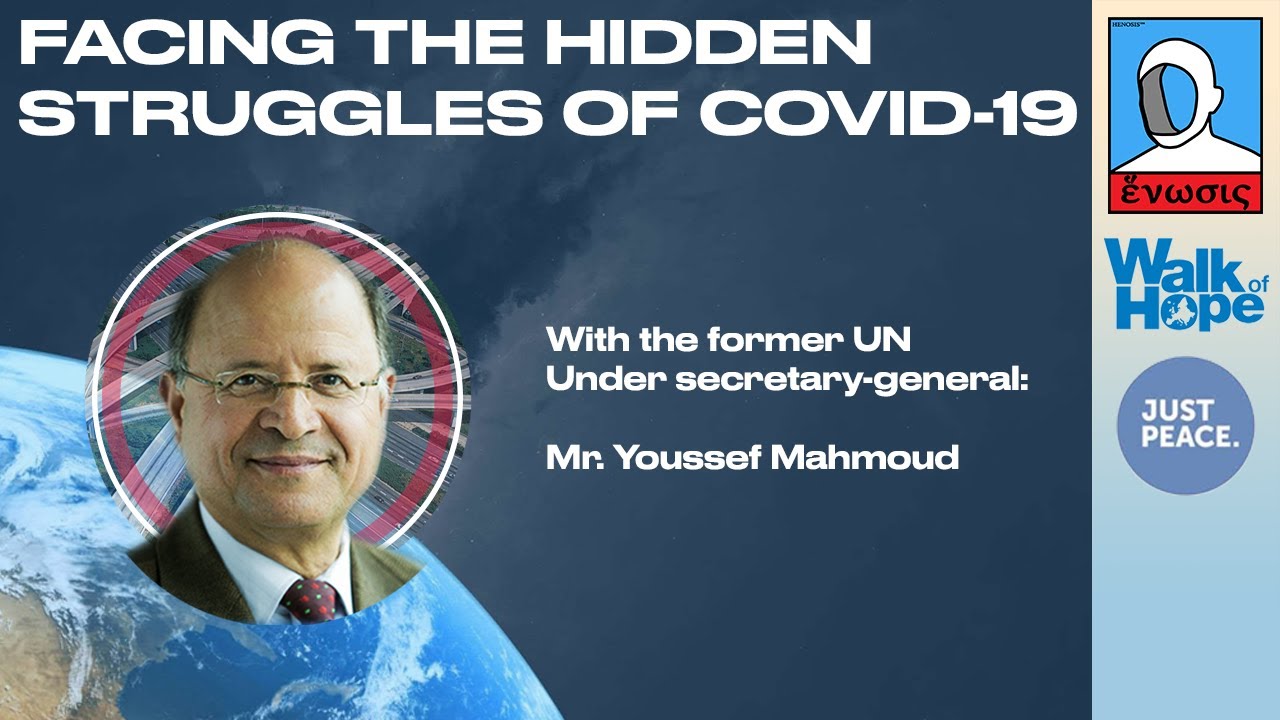 FACING THE HIDDEN
STRUGGLES OF COVID-19
With the former UN
Under secretary-general:
Mr. Youssef Mahmoud
HENOSIS™
ἕνωσις
Walk of
Hope
JUST
PEACE.